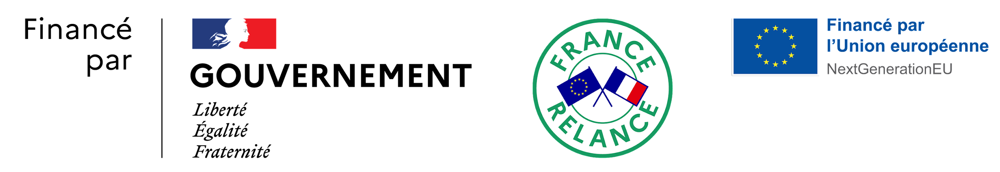 Financé
par
GOUVERNEMENT
Liberté
Égalité
Fraternité
FRANCE
RELANCE
Financé par
l'Union européenne
NextGenerationEU